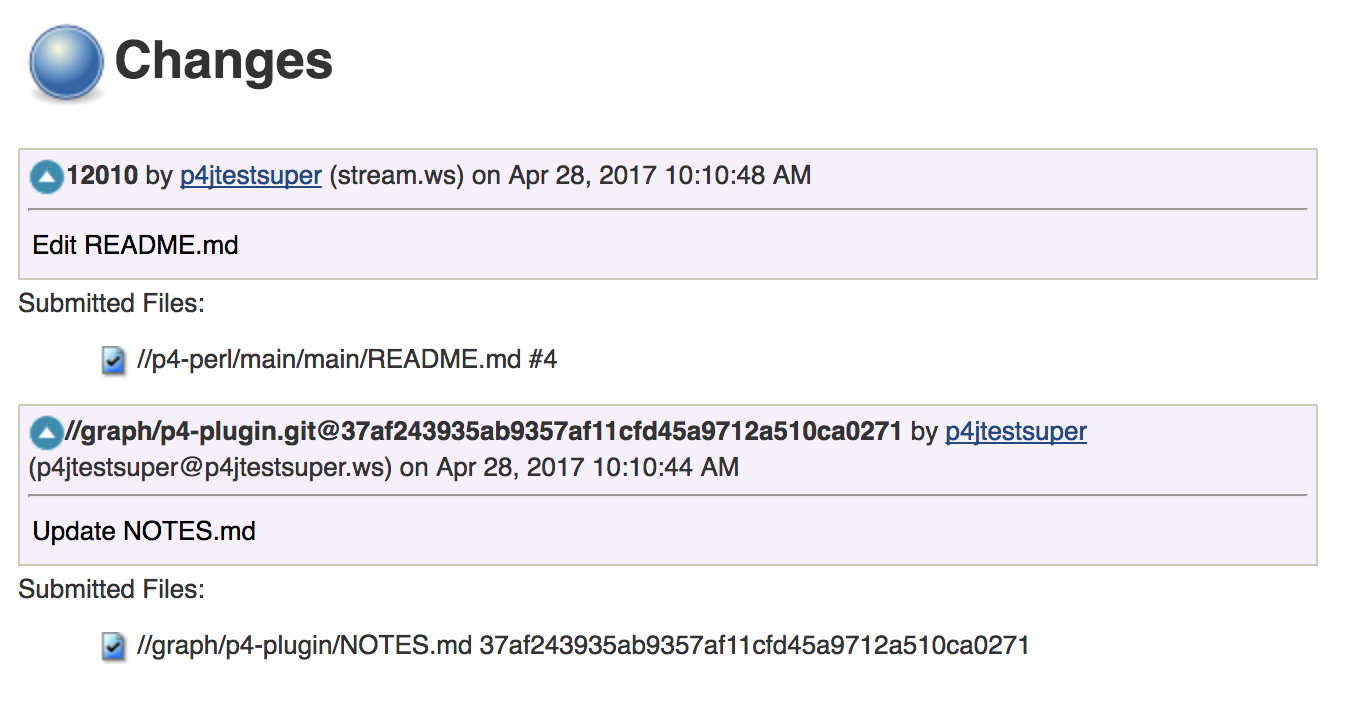 Changes
12010 by p4jtestsuper (stream.ws) on Apr 28, 2017 10:10:48 AM
Edit README.md
Submitted Files:
//p4-perl/main/main/README.md #4
//graph/p4-plugin.git@37af243935ab9357af11cfd45a9712a510ca0271 by p4jtestsuper
(p4jtestsuper@p4jtestsuper.ws) on Apr 28, 2017 10:10:44 AM
Update NOTES.md
Submitted Files:
//graph/p4-plugin/NOTES.md 37af243935ab9357af11cfd45a9712a510ca0271